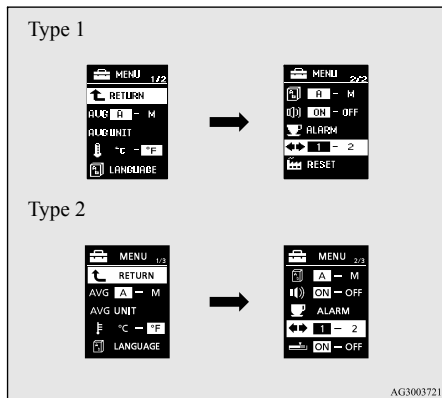 Type 1
MENU 1/2
RETURN
AVG A – M
AVG UNIT
°C – °F
LANGUAGE
MENU 2/2
A – M
ON – OFF
ALARM
1 – 2
RESET
Type 2
MENU 1/3
RETURN
AVG A – M
AVG UNIT
°C – °F
LANGUAGE
MENU 2/3
A – M
ON – OFF
ALARM
1 – 2
ON – OFF
AG3003721